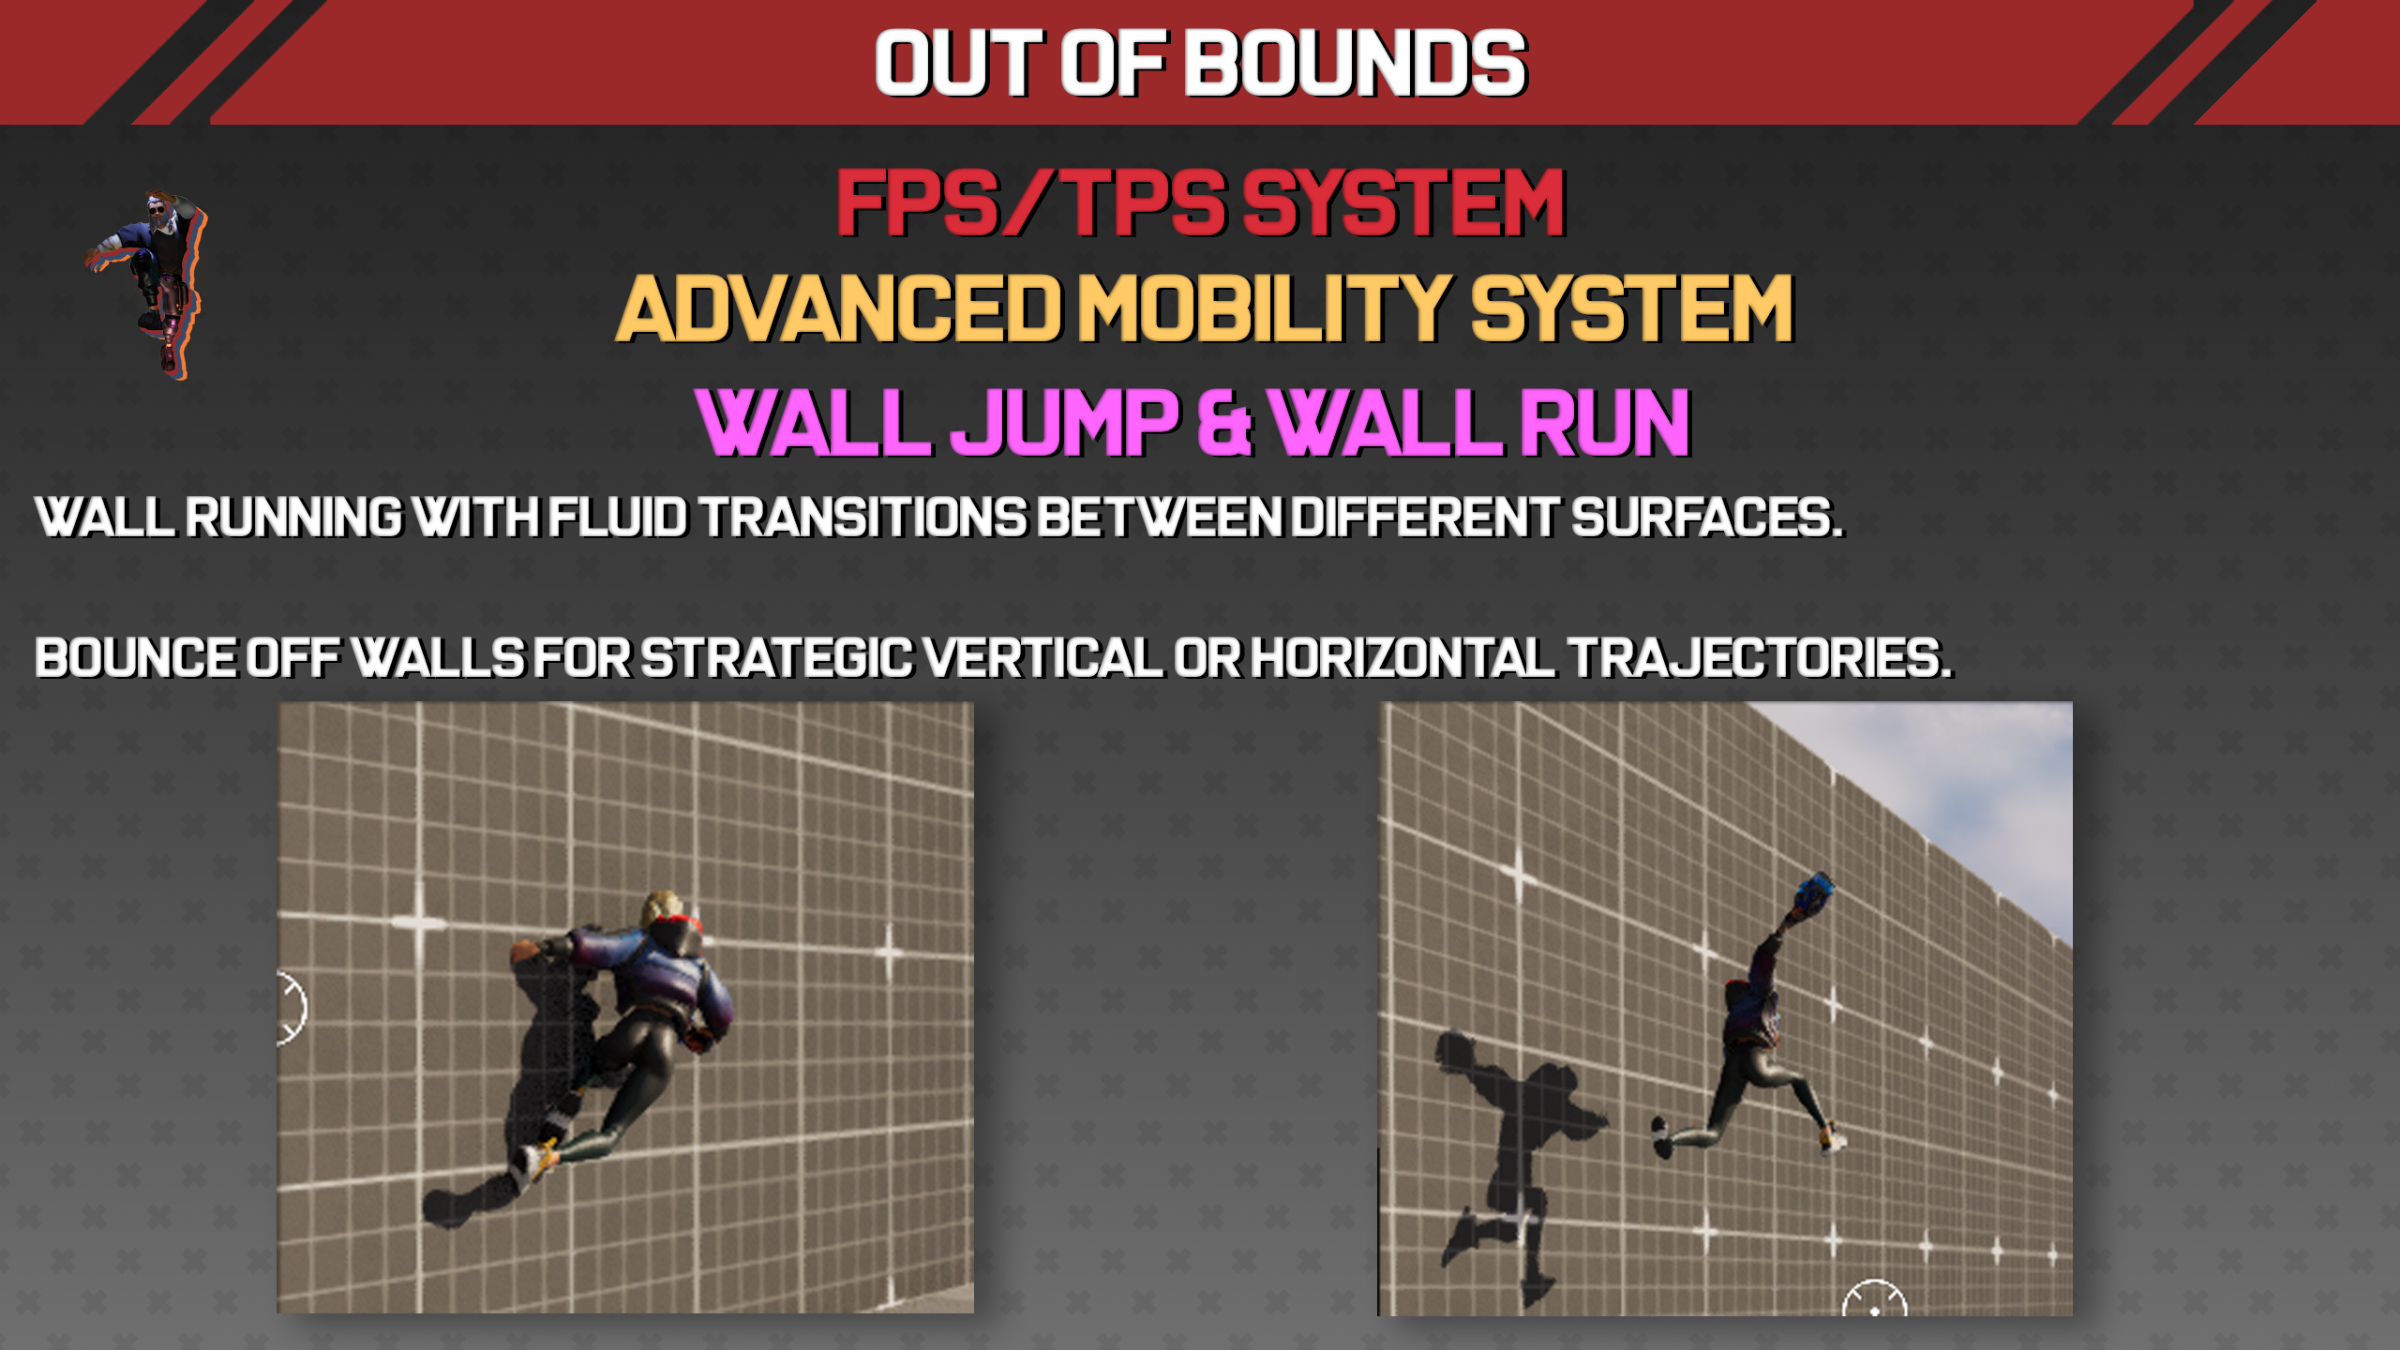 OUT OF BOUNDS
FPS/TPS SYSTEM
ADVANCED MOBILITY SYSTEM
WALL JUMP & WALL RUN
WALL RUNNING WITH FLUID TRANSITIONS BETWEEN DIFFERENT SURFACES.
BOUNCE OFF WALLS FOR STRATEGIC VERTICAL OR HORIZONTAL TRAJECTORIES.